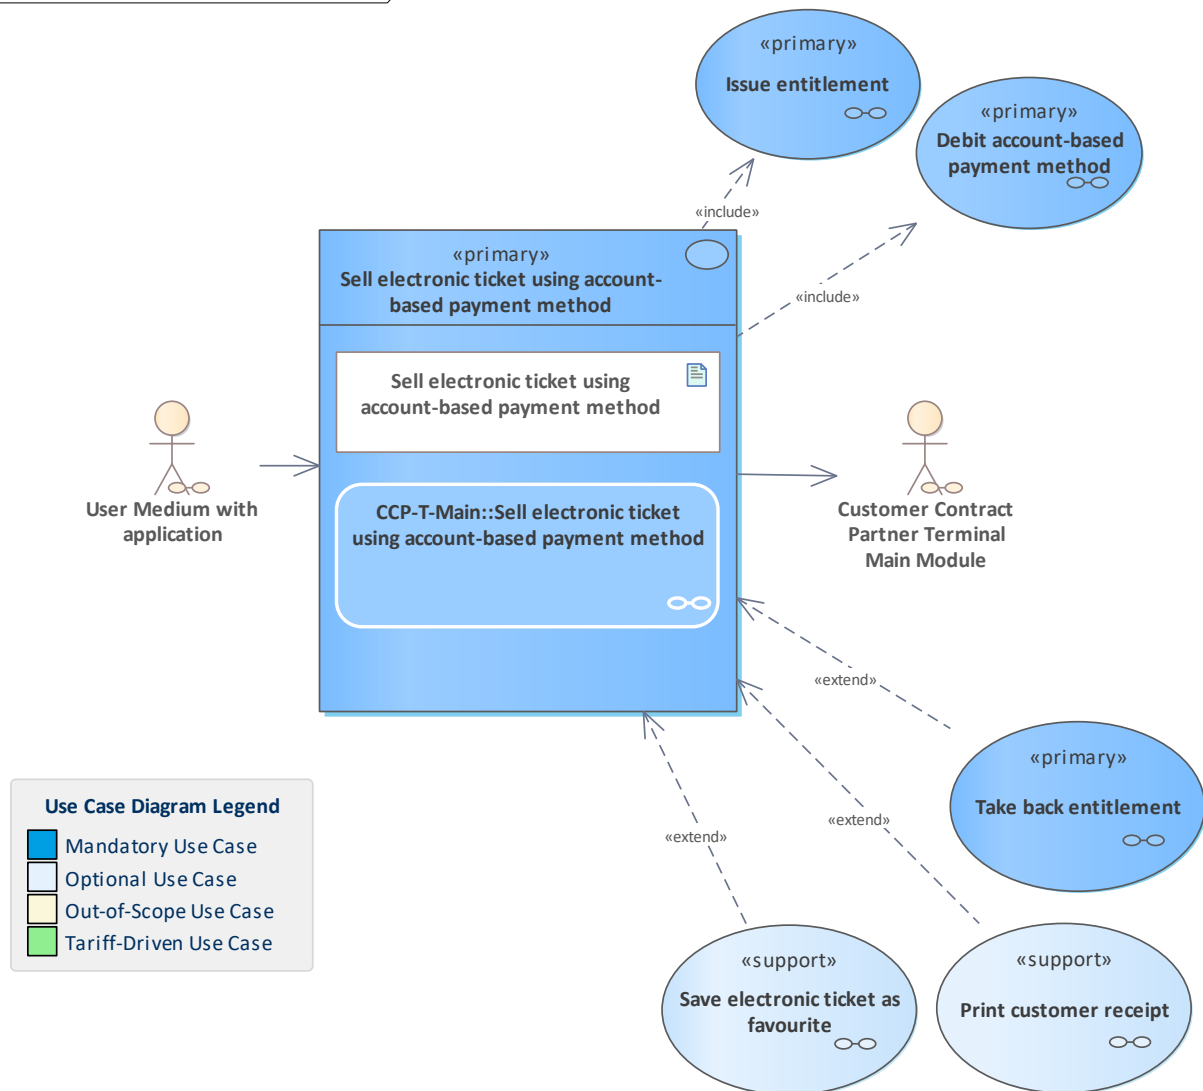 «primary»
Issue entitlement
«primary»
Debit account-based
payment method
«include»
«include»
«primary»
Sell electronic ticket using account-
based payment method
Sell electronic ticket using
account-based payment method
CCP-T-Main::Sell electronic ticket
using account-based payment method
User Medium with
application
Customer Contract
Partner Terminal
Main Module
«extend»
«extend»
«extend»
«primary»
Take back entitlement
Use Case Diagram Legend
Mandatory Use Case
Optional Use Case
Out-of-Scope Use Case
Tariff-Driven Use Case
«support»
Save electronic ticket as
favourite
«support»
Print customer receipt